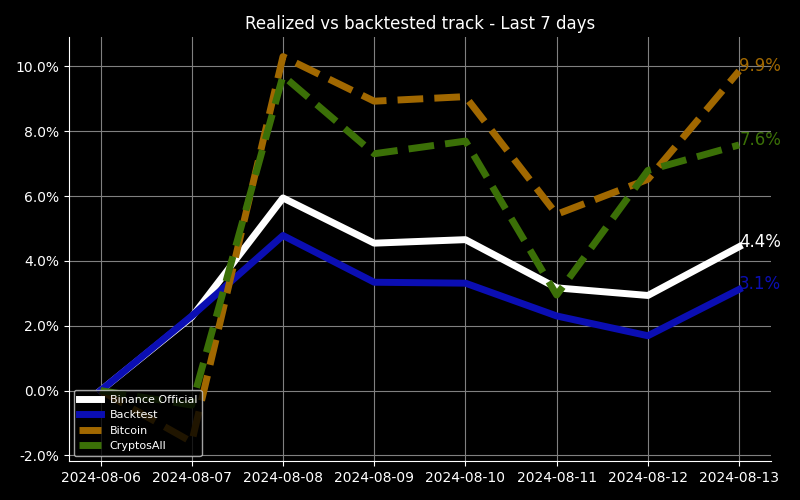 Realized vs backtested track - Last 7 days
10.0%
8.0%
6.0%
4.0%
2.0%
0.0%
-2.0%
9.9%
7.6%
4.4%
3.1%
Binance Official
Backtest
Bitcoin
CryptosAll
2024-08-06 2024-08-07 2024-08-08 2024-08-09 2024-08-10 2024-08-11 2024-08-12 2024-08-13